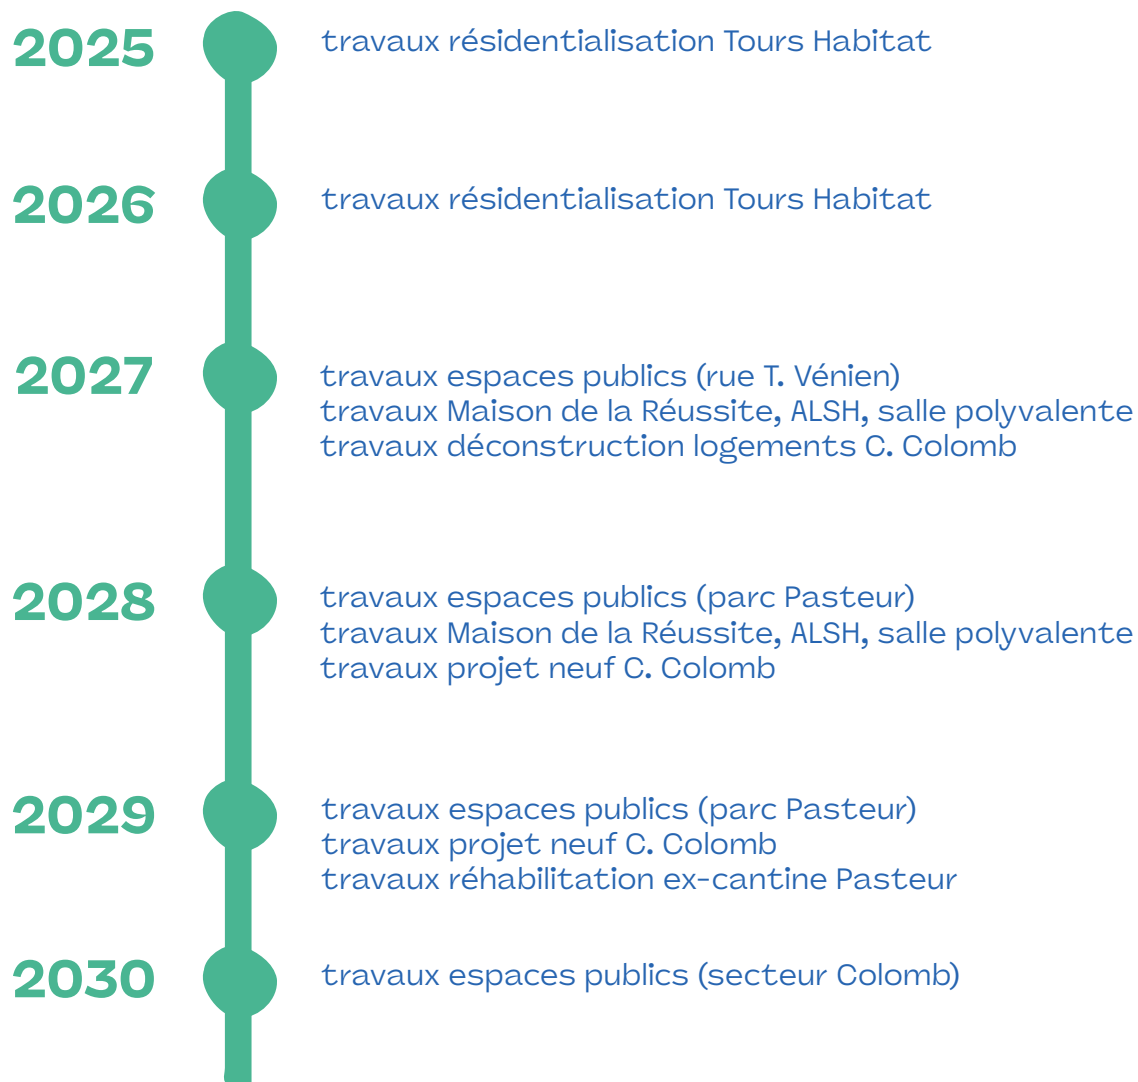 2025
travaux résidentialisation Tours Habitat
2026
travaux résidentialisation Tours Habitat
2027
travaux espaces publics (rue T. Vénien)
travaux Maison de la Réussite, ALSH, salle polyvalente
travaux déconstruction logements C. Colomb
2028
travaux espaces publics (parc Pasteur)
travaux Maison de la Réussite, ALSH, salle polyvalente
travaux projet neuf C. Colomb
2029
travaux espaces publics (parc Pasteur)
travaux projet neuf C. Colomb
travaux réhabilitation ex-cantine Pasteur
2030
travaux espaces publics (secteur Colomb)